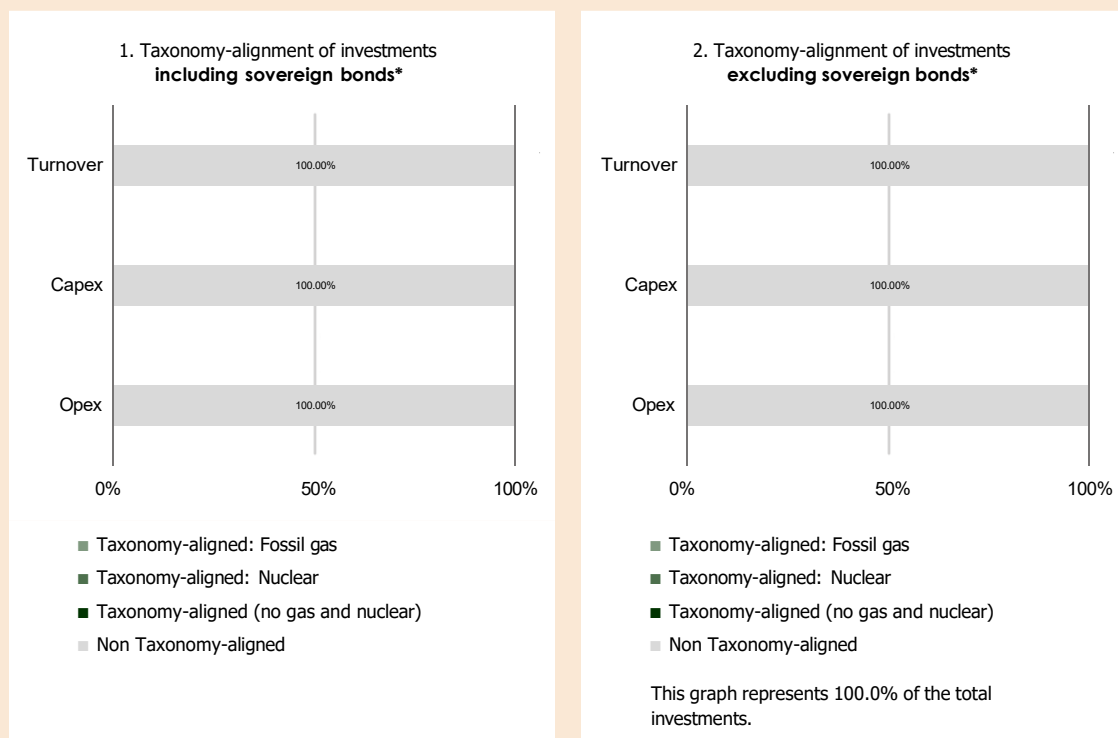 1. Taxonomy-alignment of investments
including sovereign bonds*
Turnover
100.00%
Capex
100.00%
Opex
100.00%
0% 50% 100%
Taxonomy-aligned: Fossil gas
Taxonomy-aligned: Nuclear
Taxonomy-aligned (no gas and nuclear)
Non Taxonomy-aligned
2. Taxonomy-alignment of investments
excluding sovereign bonds*
Turnover
100.00%
Capex
100.00%
Opex
100.00%
0% 50% 100%
Taxonomy-aligned: Fossil gas
Taxonomy-aligned: Nuclear
Taxonomy-aligned (no gas and nuclear)
Non Taxonomy-aligned
This graph represents 100.0% of the total
investments.